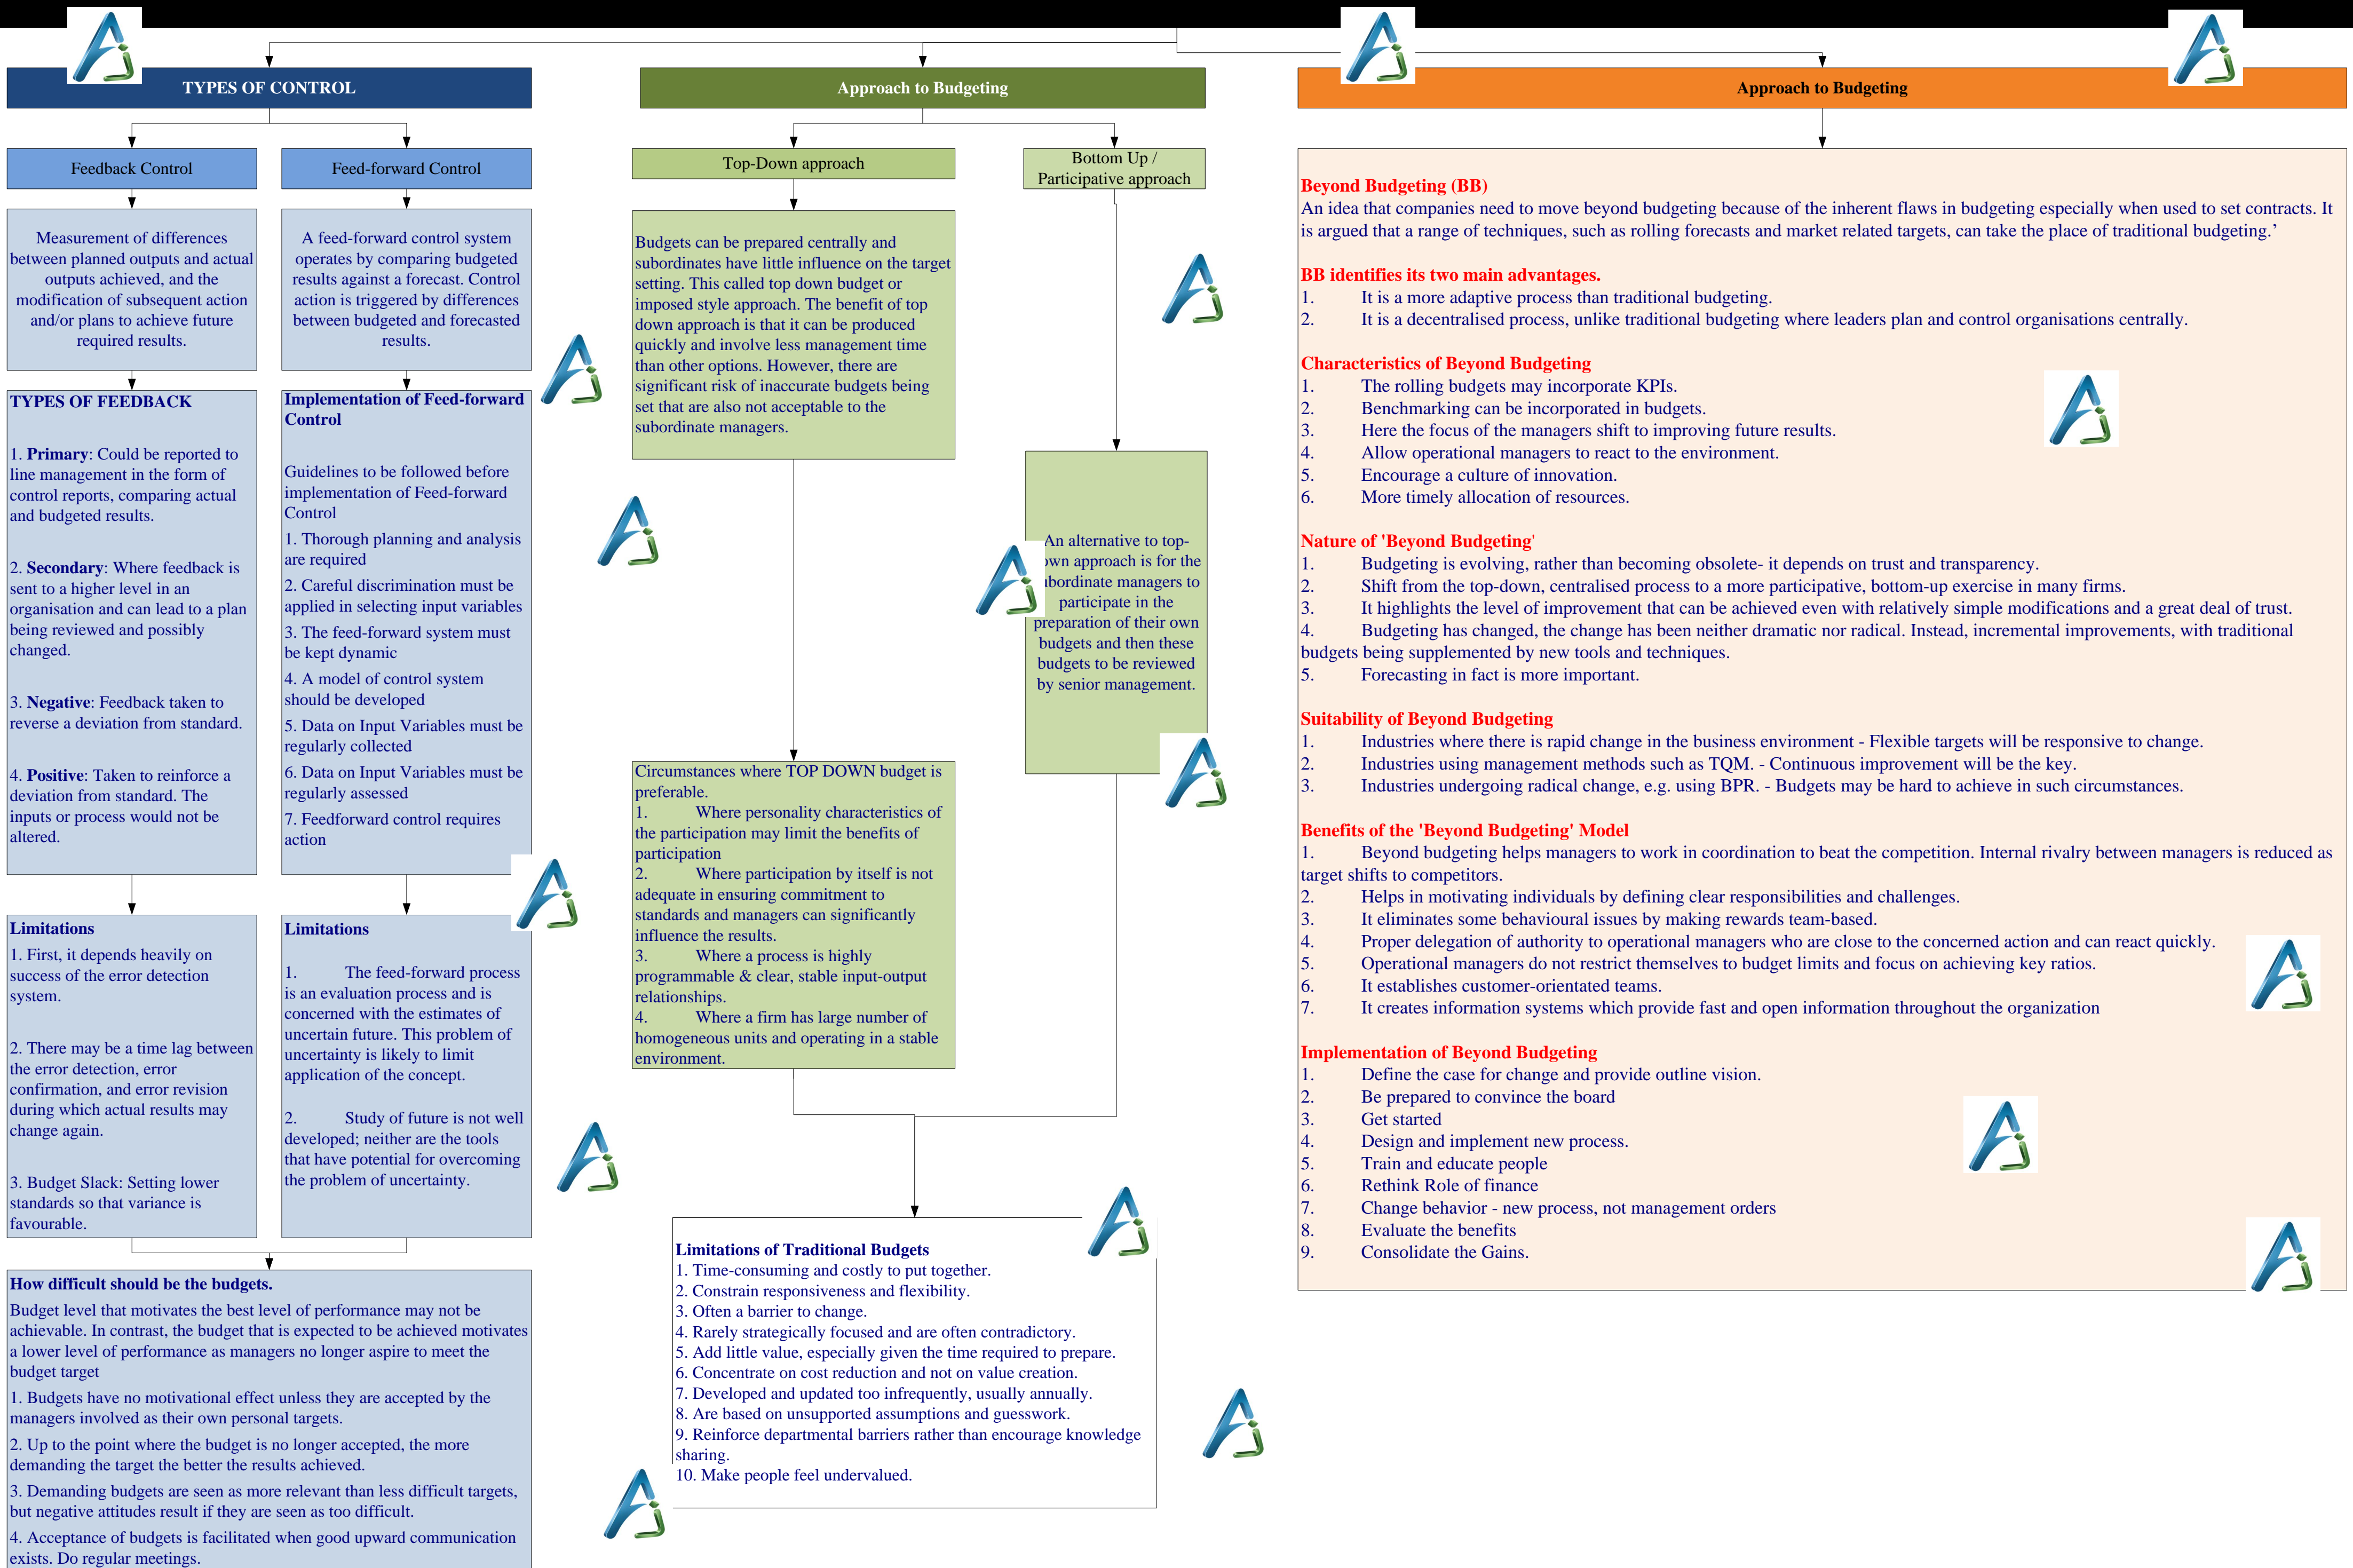 TYPES OF CONTROL
Feedback Control
Measurement of differences
between planned outputs and actual
outputs achieved, and the
modification of subsequent action
and/or plans to achieve future
required results.
TYPES OF FEEDBACK
1. Primary: Could be reported to
line management in the form of
control reports, comparing actual
and budgeted results.
2. Secondary: Where feedback is
sent to a higher level in an
organisation and can lead to a plan
being reviewed and possibly
changed.
3. Negative: Feedback taken to
reverse a deviation from standard.
4. Positive: Taken to reinforce a
deviation from standard. The
inputs or process would not be
altered.
Limitations
1. First, it depends heavily on
success of the error detection
system.
2. There may be a time lag between
the error detection, error
confirmation, and error revision
during which actual results may
change again.
3. Budget Slack: Setting lower
standards so that variance is
favourable.
Feed-forward Control
A feed-forward control system
operates by comparing budgeted
results against a forecast. Control
action is triggered by differences
between budgeted and forecasted
results.
Implementation of Feed-forward
Control
Guidelines to be followed before
implementation of Feed-forward
Control
1. Thorough planning and analysis
are required
2. Careful discrimination must be
applied in selecting input variables
3. The feed-forward system must
be kept dynamic
4. A model of control system
should be developed
5. Data on Input Variables must be
regularly collected
6. Data on Input Variables must be
regularly assessed
7. Feedforward control requires
action
Limitations
1. The feed-forward process
is an evaluation process and is
concerned with the estimates of
uncertain future. This problem of
uncertainty is likely to limit
application of the concept.
2. Study of future is not well
developed; neither are the tools
that have potential for overcoming
the problem of uncertainty.
How difficult should be the budgets.
Budget level that motivates the best level of performance may not be
achievable. In contrast, the budget that is expected to be achieved motivates
a lower level of performance as managers no longer aspire to meet the
budget target
1. Budgets have no motivational effect unless they are accepted by the
managers involved as their own personal targets.
2. Up to the point where the budget is no longer accepted, the more
demanding the target the better the results achieved.
3. Demanding budgets are seen as more relevant than less difficult targets,
but negative attitudes result if they are seen as too difficult.
4. Acceptance of budgets is facilitated when good upward communication
exists. Do regular meetings.
Approach to Budgeting
Top-Down approach
Budgets can be prepared centrally and
subordinates have little influence on the target
setting. This called top down budget or
imposed style approach. The benefit of top
down approach is that it can be produced
quickly and involve less management time
than other options. However, there are
significant risk of inaccurate budgets being
set that are also not acceptable to the
subordinate managers.
Circumstances where TOP DOWN budget is
preferable.
1. Where personality characteristics of
the participation may limit the benefits of
participation
2. Where participation by itself is not
adequate in ensuring commitment to
standards and managers can significantly
influence the results.
3. Where a process is highly
programmable & clear, stable input-output
relationships.
4. Where a firm has large number of
homogeneous units and operating in a stable
environment.
Bottom Up /
Participative approach
An alternative to top-
own approach is for the
ubordinate managers to
participate in the
preparation of their own
budgets and then these
budgets to be reviewed
by senior management.
Limitations of Traditional Budgets
1. Time-consuming and costly to put together.
2. Constrain responsiveness and flexibility.
3. Often a barrier to change.
4. Rarely strategically focused and are often contradictory.
5. Add little value, especially given the time required to prepare.
6. Concentrate on cost reduction and not on value creation.
7. Developed and updated too infrequently, usually annually.
8. Are based on unsupported assumptions and guesswork.
9. Reinforce departmental barriers rather than encourage knowledge
sharing.
10. Make people feel undervalued.
Approach to Budgeting
Beyond Budgeting (BB)
An idea that companies need to move beyond budgeting because of the inherent flaws in budgeting especially when used to set contracts. It
is argued that a range of techniques, such as rolling forecasts and market related targets, can take the place of traditional budgeting.’
BB identifies its two main advantages.
1. It is a more adaptive process than traditional budgeting.
2. It is a decentralised process, unlike traditional budgeting where leaders plan and control organisations centrally.
Characteristics of Beyond Budgeting
1. The rolling budgets may incorporate KPIs.
2. Benchmarking can be incorporated in budgets.
3. Here the focus of the managers shift to improving future results.
4. Allow operational managers to react to the environment.
5. Encourage a culture of innovation.
6. More timely allocation of resources.
Nature of 'Beyond Budgeting'
1. Budgeting is evolving, rather than becoming obsolete- it depends on trust and transparency.
2. Shift from the top-down, centralised process to a more participative, bottom-up exercise in many firms.
3. It highlights the level of improvement that can be achieved even with relatively simple modifications and a great deal of trust.
4. Budgeting has changed, the change has been neither dramatic nor radical. Instead, incremental improvements, with traditional
budgets being supplemented by new tools and techniques.
5. Forecasting in fact is more important.
Suitability of Beyond Budgeting
1. Industries where there is rapid change in the business environment - Flexible targets will be responsive to change.
2. Industries using management methods such as TQM. - Continuous improvement will be the key.
3. Industries undergoing radical change, e.g. using BPR. - Budgets may be hard to achieve in such circumstances.
Benefits of the 'Beyond Budgeting' Model
1. Beyond budgeting helps managers to work in coordination to beat the competition. Internal rivalry between managers is reduced as
target shifts to competitors.
2. Helps in motivating individuals by defining clear responsibilities and challenges.
3. It eliminates some behavioural issues by making rewards team-based.
4. Proper delegation of authority to operational managers who are close to the concerned action and can react quickly.
5. Operational managers do not restrict themselves to budget limits and focus on achieving key ratios.
6. It establishes customer-orientated teams.
7. It creates information systems which provide fast and open information throughout the organization
Implementation of Beyond Budgeting
1. Define the case for change and provide outline vision.
2. Be prepared to convince the board
3. Get started
4. Design and implement new process.
5. Train and educate people
6. Rethink Role of finance
7. Change behavior - new process, not management orders
8. Evaluate the benefits
9. Consolidate the Gains.